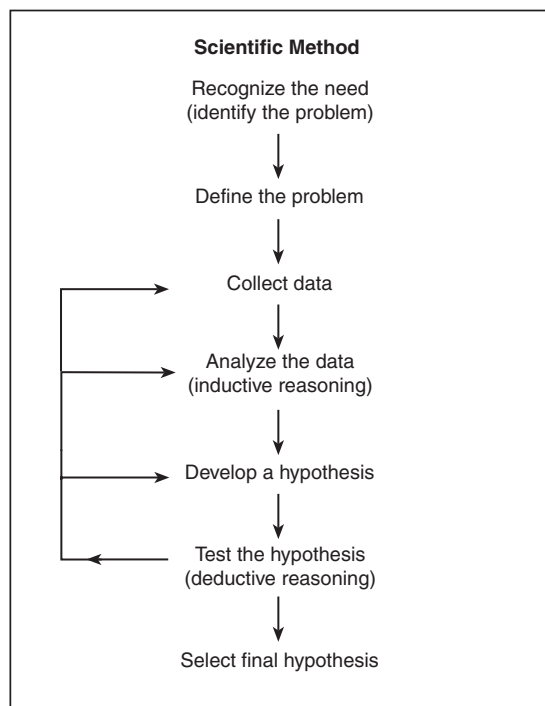 Scientific Method
Recognize the need
(identify the problem)
Define the problem
Collect data
Analyze the data
(inductive reasoning)
Develop a hypothesis
Test the hypothesis
(deductive reasoning)
Select final hypothesis